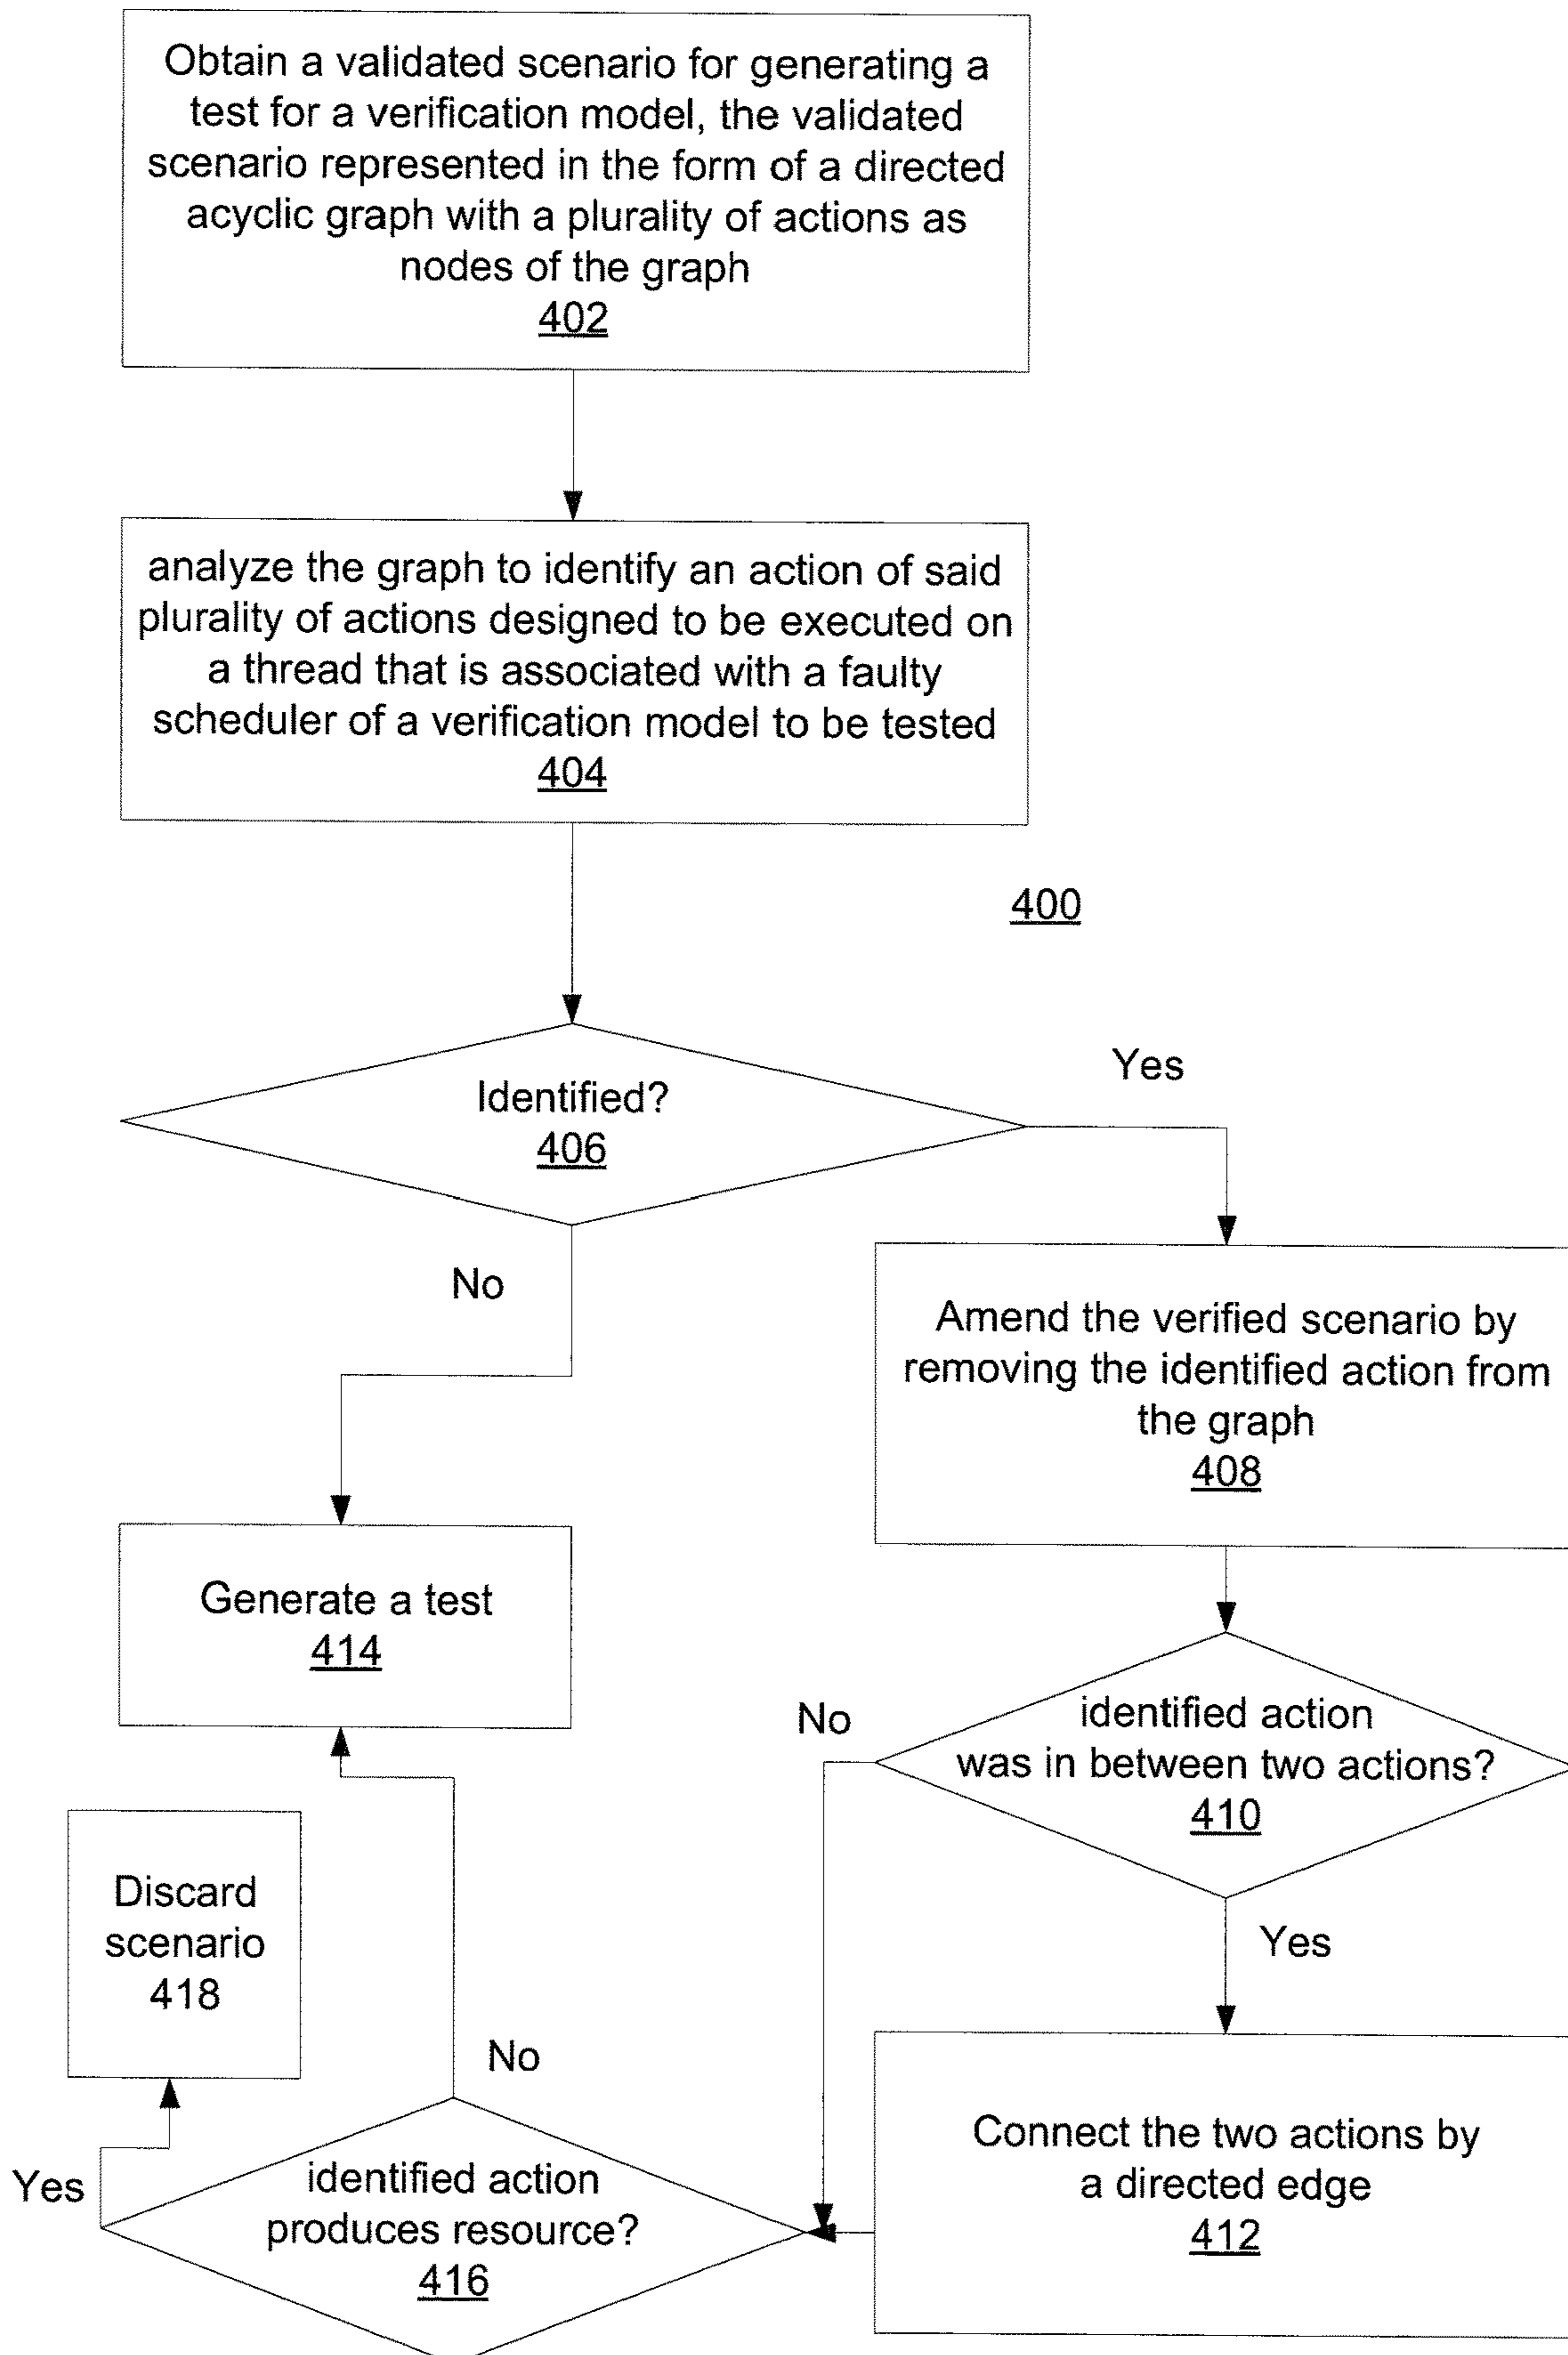 Obtain a validated scenario for generating a
test for a verification model, the validated
scenario represented in the form of a directed
acyclic graph with a plurality of actions as
nodes of the graph
402
analyze the graph to identify an action of said
plurality of actions designed to be executed on
a thread that is associated with a faulty
scheduler of a verification model to be tested
404
400
Identified?
406
Yes
No
Amend the verified scenario by
removing the identified action from
the graph
408
Generate a test
414
identified action
was in between two actions?
410
No
Yes
Discard
scenario
418
No
Yes
identified action
produces resource?
416
Connect the two actions by
a directed edge
412